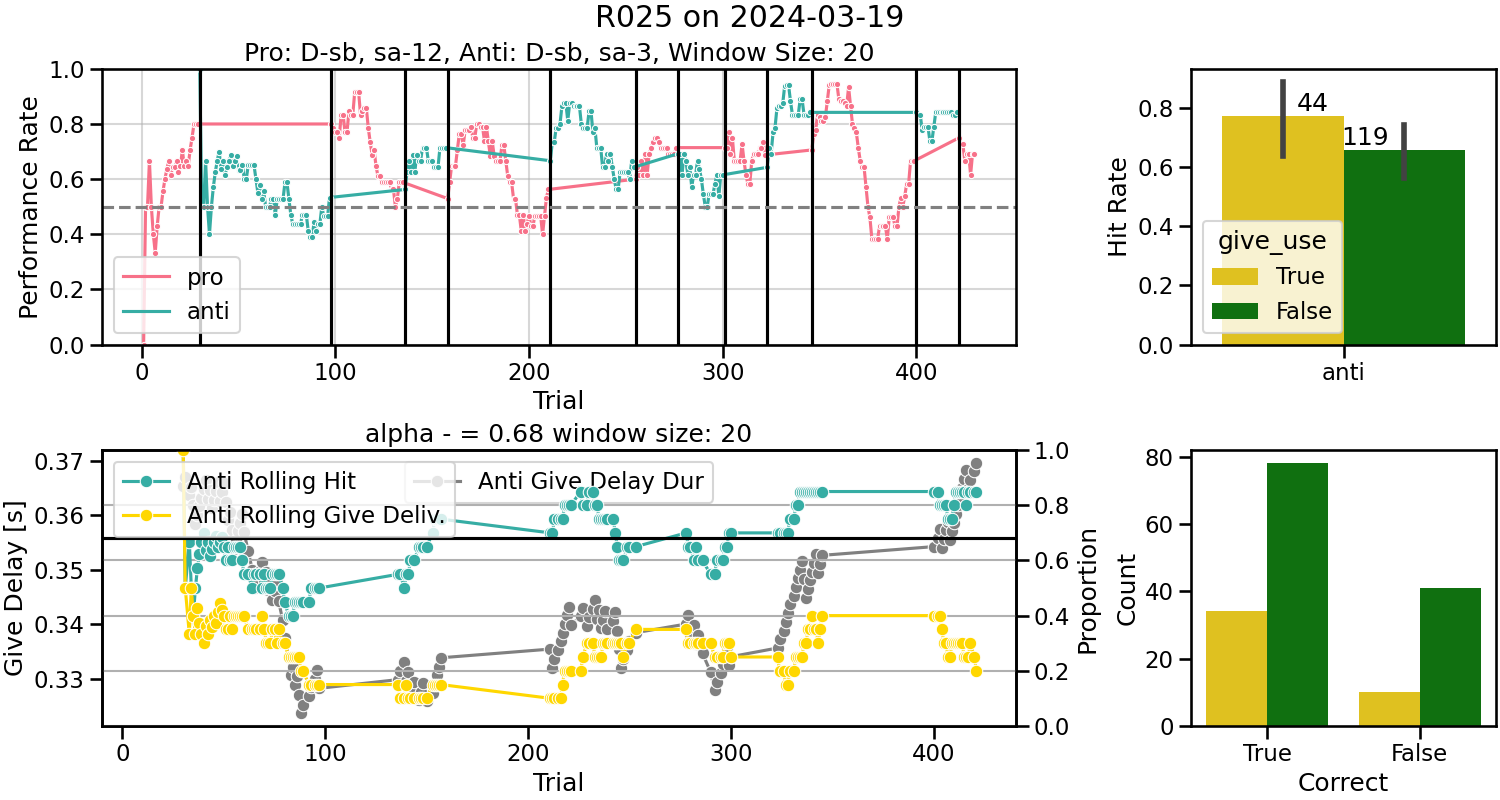 R025 on 2024-03-19
Pro: D-sb, sa-12, Anti: D-sb, sa-3, Window Size: 20
Performance Rate
1.0
0.8
0.6
0.4
0.2
0.0
pro
anti
0
100
200
300
400
Trial
Hit Rate
0.8
0.6
0.4
0.2
0.0
44
119
give_use
True
False
anti
alpha - = 0.68 window size: 20
Give Delay [s]
0.37
0.36
0.35
0.34
0.33
Anti Rolling Hit
Anti Rolling Give Deliv.
Anti Give Delay Dur
1.0
0.8
0.6
0.4
0.2
0.0
Proportion
0
100
200
300
400
Trial
Count
80
60
40
20
0
True
False
Correct